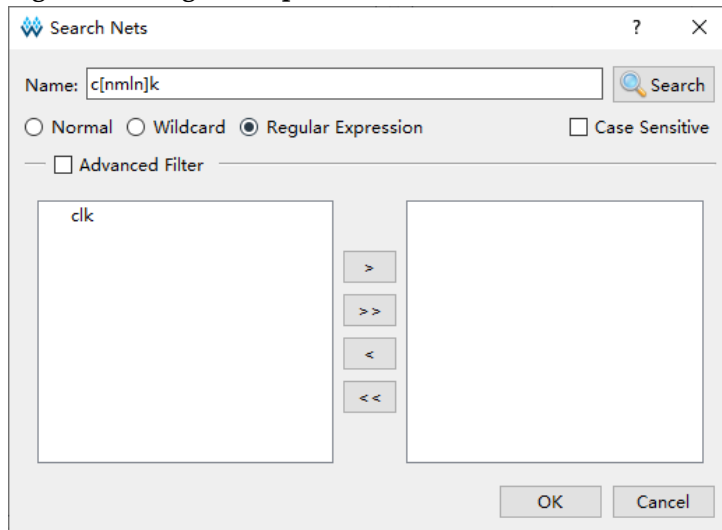 Search Nets ? ×
Name: c[nmln]k Search
Normal Wildcard Regular Expression Case Sensitive
Advanced Filter
clk
>
>>
<
<<
OK Cancel